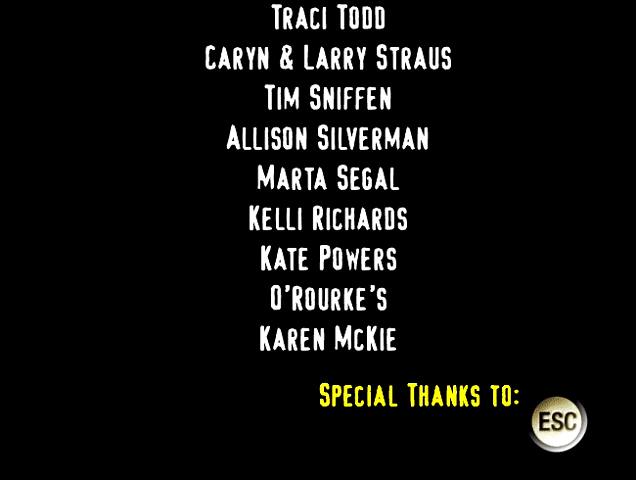 Traci Todd
Caryn & Larry Straus
Tim Sniffen
Allison Silverman
Marta Segal
Kelli Richards
Kate Powers
O'Rourke's
Karen McKie
Special Thanks to:
ESC